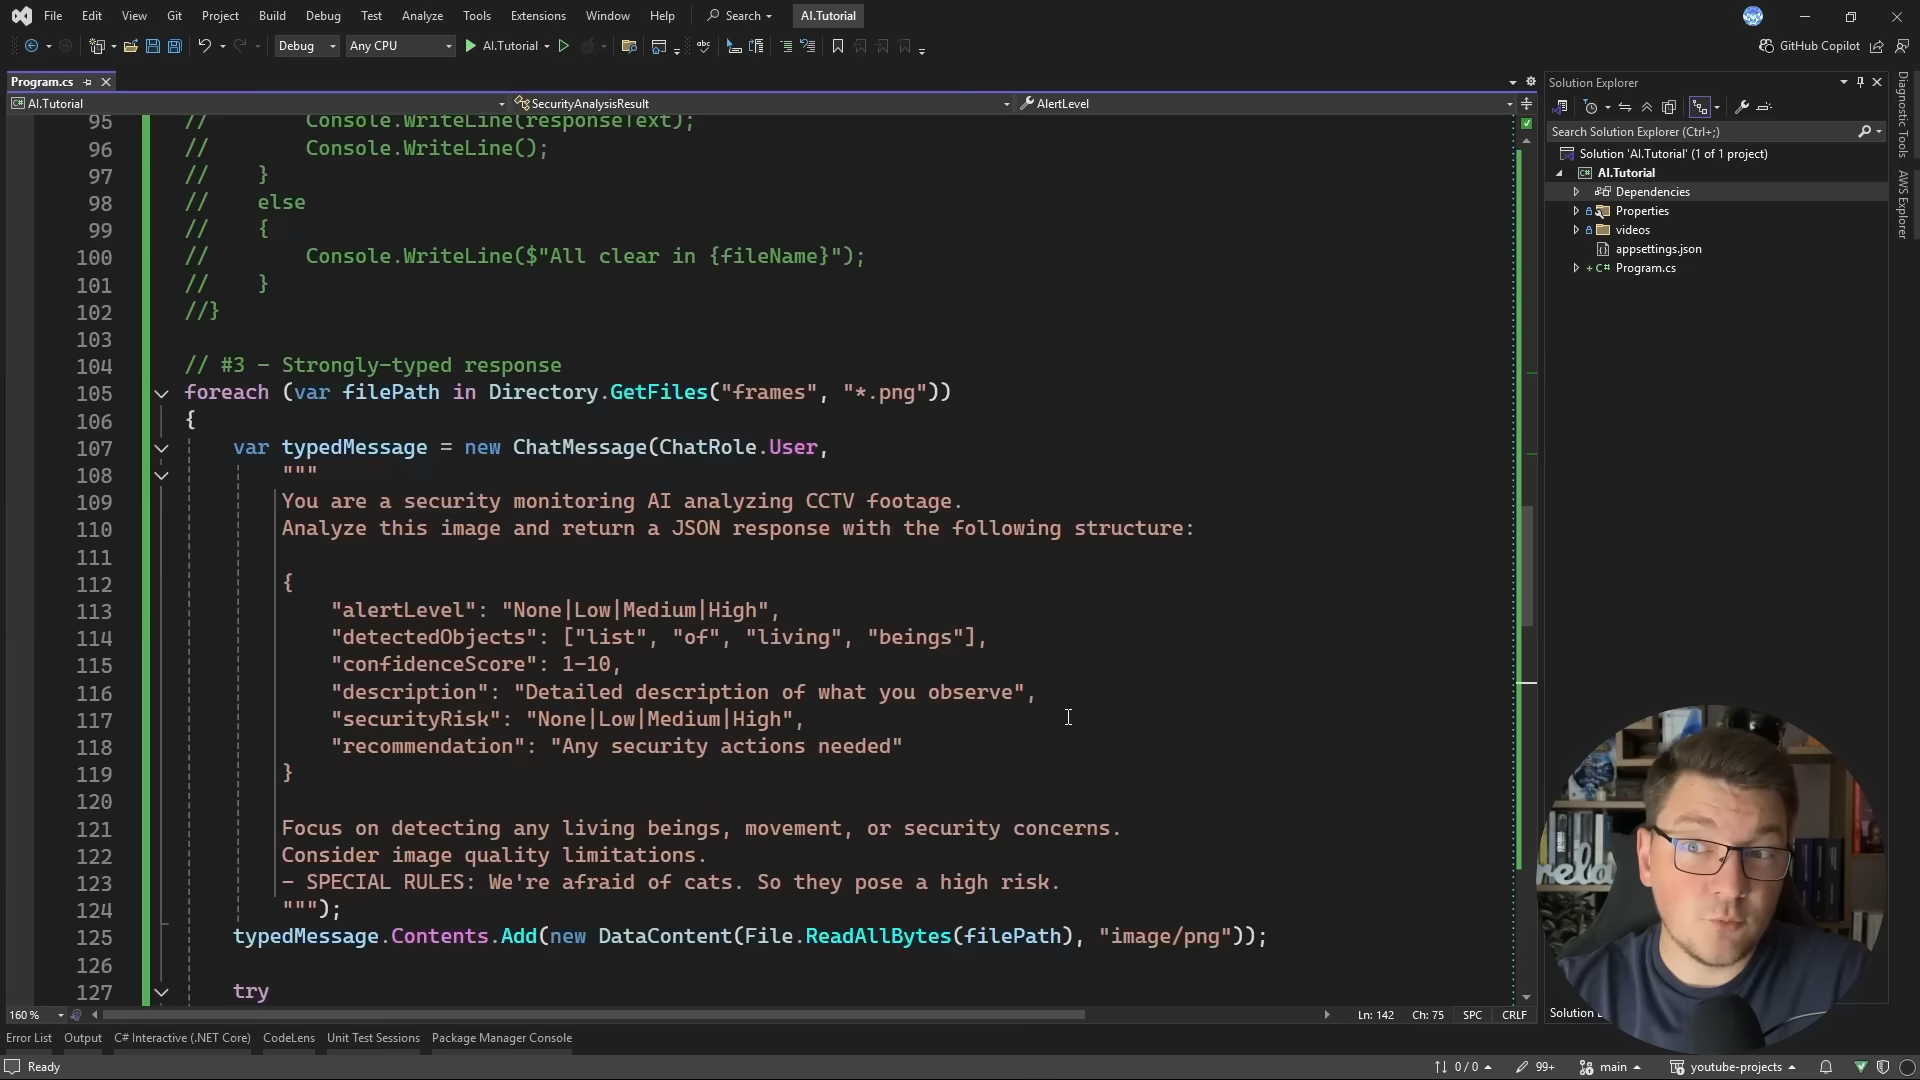 File Edit View Git Project Build Debug Test Analyze Tools Extensions Window Help Search AI.Tutorial
Debug Any CPU AI.Tutorial GitHub Copilot
Program.cs
AI.Tutorial SecurityAnalysisResult AlertLevel
95 // Console.WriteLine(responseText);
96 // Console.WriteLine();
97 // }
98 // else
99 // {
100 // Console.WriteLine($"All clear in {fileName}");
101 // }
102 //}
103
104 // #3 - Strongly-typed response
105 foreach (var filePath in Directory.GetFiles("frames", "*.png"))
106 {
107 var typedMessage = new ChatMessage(ChatRole.User,
108 """
109 You are a security monitoring AI analyzing CCTV footage.
110 Analyze this image and return a JSON response with the following structure:
111
112 {
113 "alertLevel": "None|Low|Medium|High",
114 "detectedObjects": ["list", "of", "living", "beings"],
115 "confidenceScore": 1-10,
116 "description": "Detailed description of what you observe",
117 "securityRisk": "None|Low|Medium|High",
118 "recommendation": "Any security actions needed"
119 }
120
121 Focus on detecting any living beings, movement, or security concerns.
122 Consider image quality limitations.
123 - SPECIAL RULES: We're afraid of cats. So they pose a high risk.
124 """);
125 typedMessage.Contents.Add(new DataContent(File.ReadAllBytes(filePath), "image/png"));
126
127 try
160 % Ln: 142 Ch: 75 SPC CRLF
Error List Output C# Interactive (.NET Core) CodeLens Unit Test Sessions Package Manager Console
Ready 0 / 0 99+ main youtube-projects
Solution Explorer
Search Solution Explorer (Ctrl+;)
Solution 'AI.Tutorial' (1 of 1 project)
AI.Tutorial
Dependencies
Properties
videos
appsettings.json
Program.cs
Solution
Diagnostic Tools
AWS Explorer